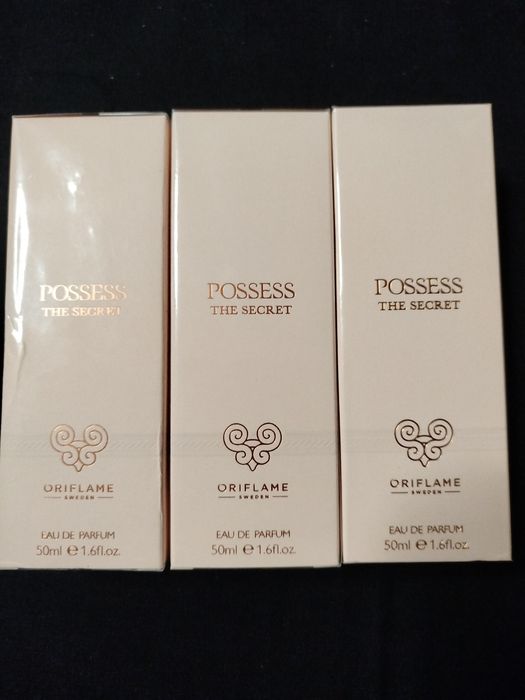 POSSESS
THE SECRET
ORIFLAME
SWEDEN
EAU DE PARFUM
50ml e 1.6fl.oz.
POSSESS
THE SECRET
ORIFLAME
SWEDEN
EAU DE PARFUM
50ml e 1.6fl.oz.
POSSESS
THE SECRET
ORIFLAME
SWEDEN
EAU DE PARFUM
50ml e 1.6fl.oz.